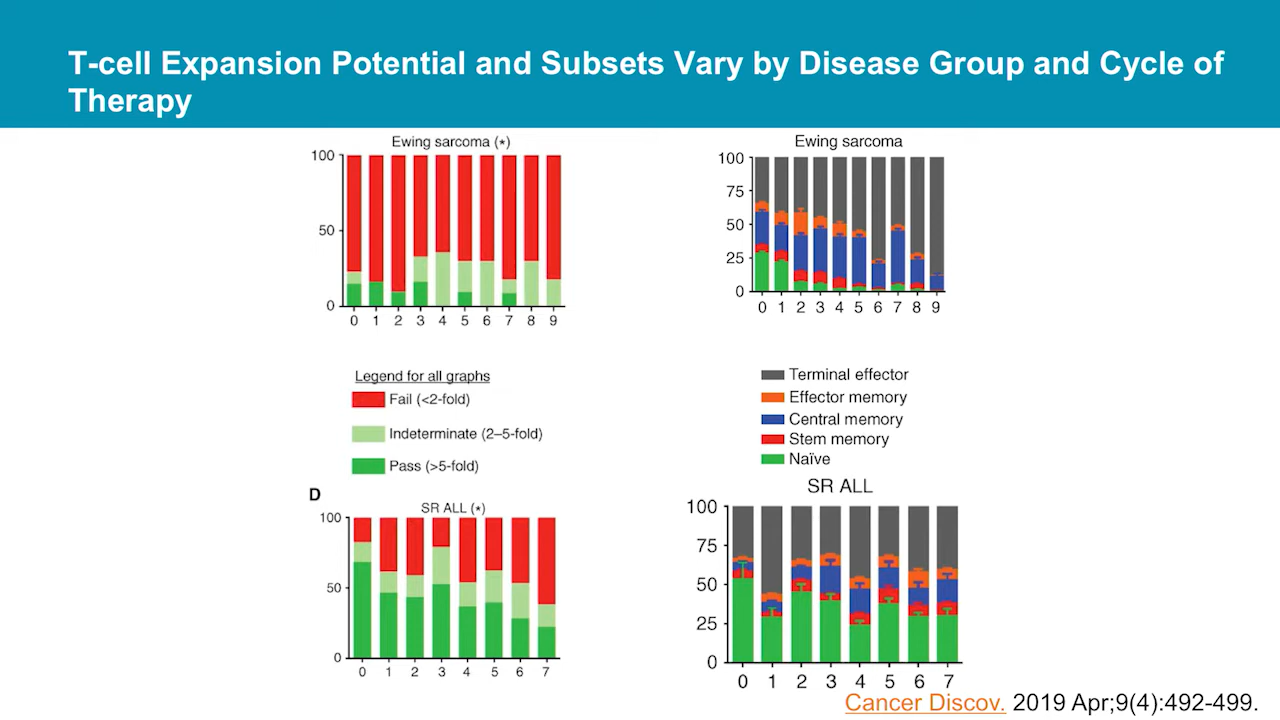 T-cell Expansion Potential and Subsets Vary by Disease Group and Cycle of
Therapy
Ewing sarcoma (*)
100
50
0
0 1 2 3 4 5 6 7 8 9
Ewing sarcoma
100
75
50
25
0
0 1 2 3 4 5 6 7 8 9
Legend for all graphs
Fail (<2-fold)
Indeterminate (2–5-fold)
Pass (>5-fold)
Terminal effector
Effector memory
Central memory
Stem memory
Naïve
D
SR ALL (*)
100
50
0
0 1 2 3 4 5 6 7
SR ALL
100
75
50
25
0
0 1 2 3 4 5 6 7
Cancer Discov. 2019 Apr;9(4):492-499.